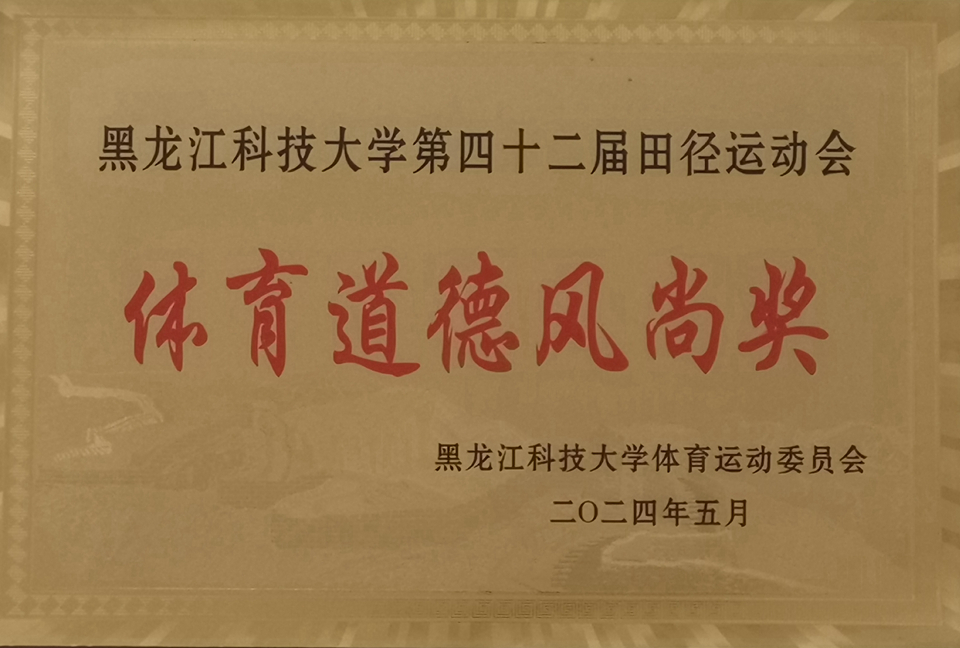 黑龙江科技大学第四十二届田径运动会
体育道德风尚奖
黑龙江科技大学体育运动委员会
二〇二四年五月